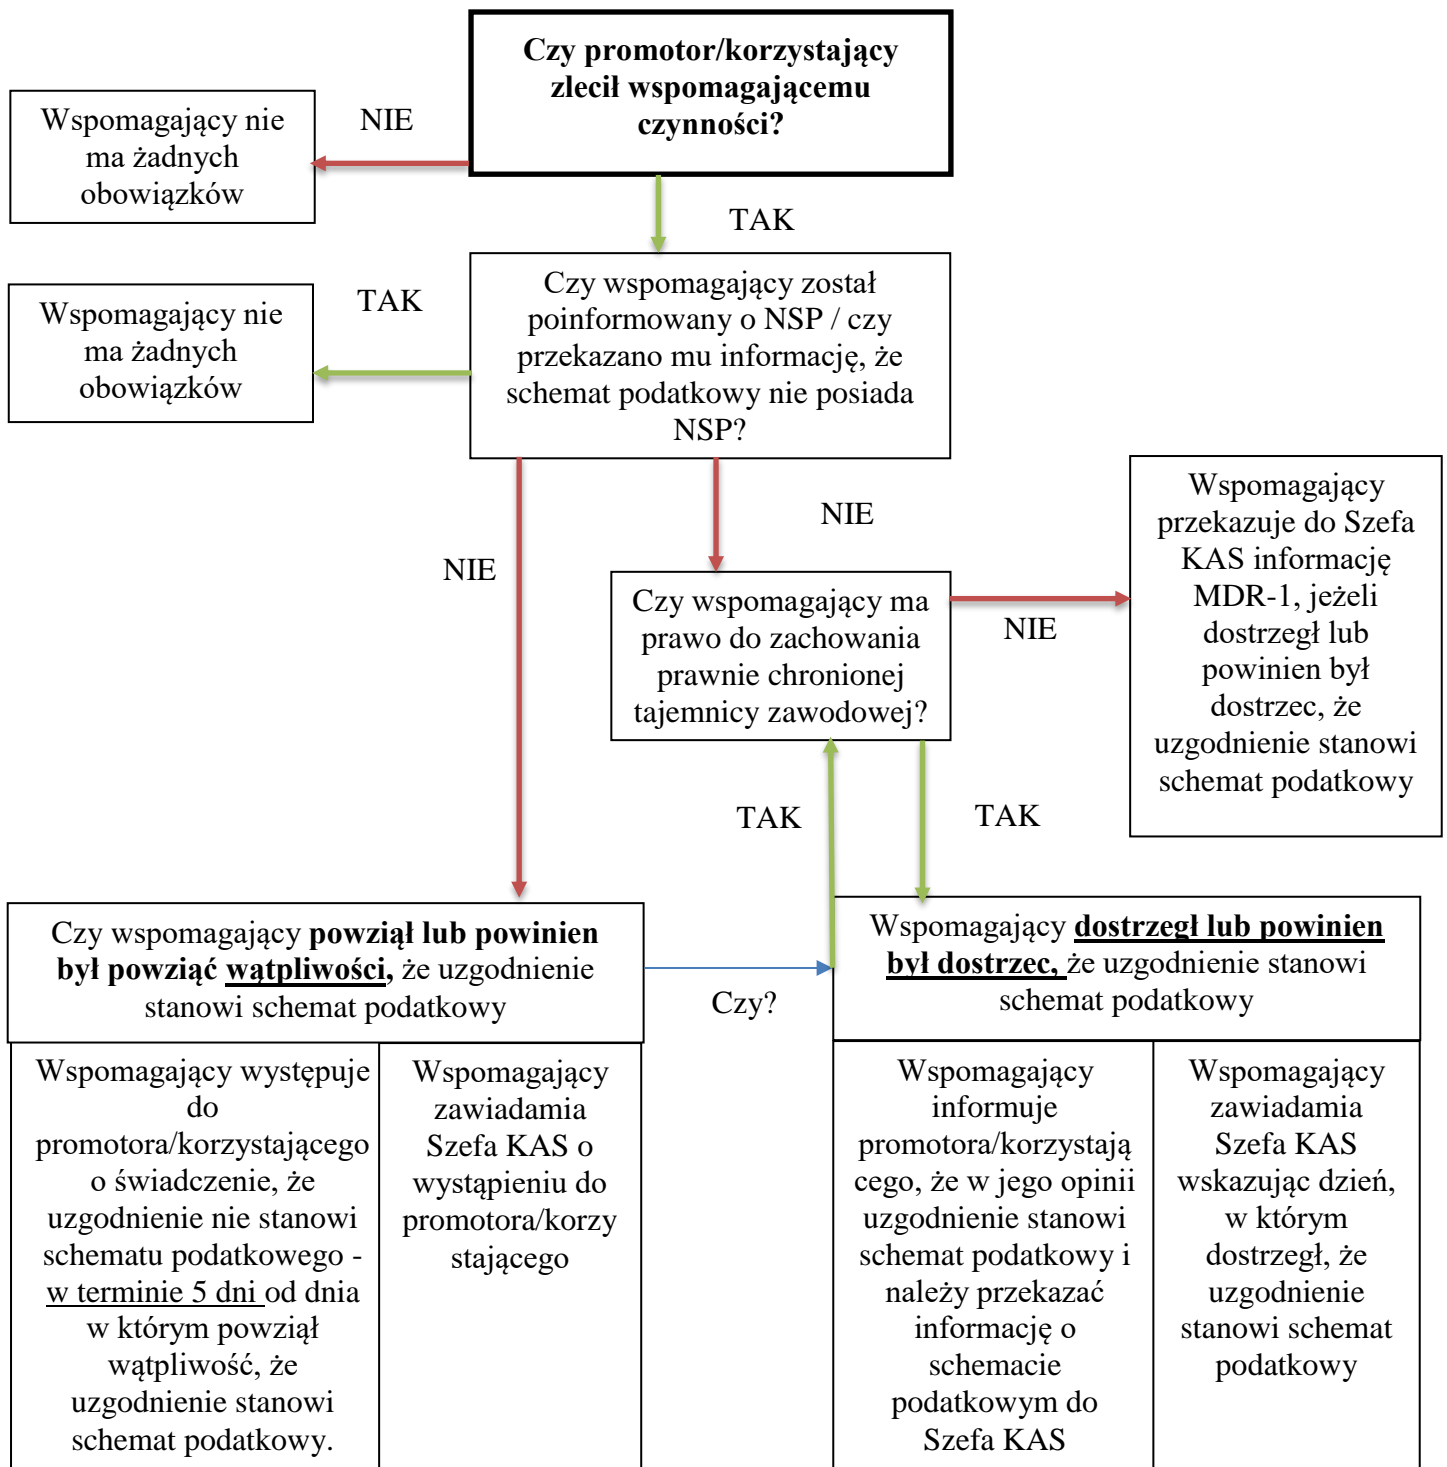 Czy promotor/korzystający
zlecił wspomagającemu
czynności?
NIE
Wspomagający nie
ma żadnych
obowiązków
TAK
Czy wspomagający został
poinformowany o NSP / czy
przekazano mu informację, że
schemat podatkowy nie posiada
NSP?
TAK
Wspomagający nie
ma żadnych
obowiązków
NIE
NIE
Czy wspomagający ma
prawo do zachowania
prawnie chronionej
tajemnicy zawodowej?
NIE
Wspomagający
przekazuje do Szefa
KAS informację
MDR-1, jeżeli
dostrzegł lub
powinien był
dostrzec, że
uzgodnienie stanowi
schemat podatkowy
TAK
TAK
Czy wspomagający powziął lub powinien
był powziąć wątpliwości, że uzgodnienie
stanowi schemat podatkowy
Czy?
Wspomagający dostrzegł lub powinien
był dostrzec, że uzgodnienie stanowi
schemat podatkowy
Wspomagający występuje
do
promotora/korzystającego
o świadczenie, że
uzgodnienie nie stanowi
schematu podatkowego -
w terminie 5 dni od dnia
w którym powziął
wątpliwość, że
uzgodnienie stanowi
schemat podatkowy.
Wspomagający
zawiadamia
Szefa KAS o
wystąpieniu do
promotora/korzy
stającego
Wspomagający
informuje
promotora/korzystają
cego, że w jego opinii
uzgodnienie stanowi
schemat podatkowy i
należy przekazać
informację o
schemacie
podatkowym do
Szefa KAS
Wspomagający
zawiadamia
Szefa KAS
wskazując dzień,
w którym
dostrzegł, że
uzgodnienie
stanowi schemat
podatkowy